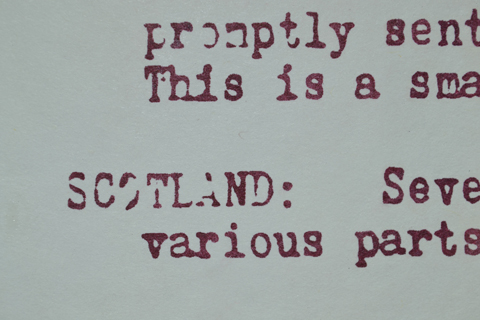 promptly sent
This is a sma
SCOTLAND: Seve
various parts